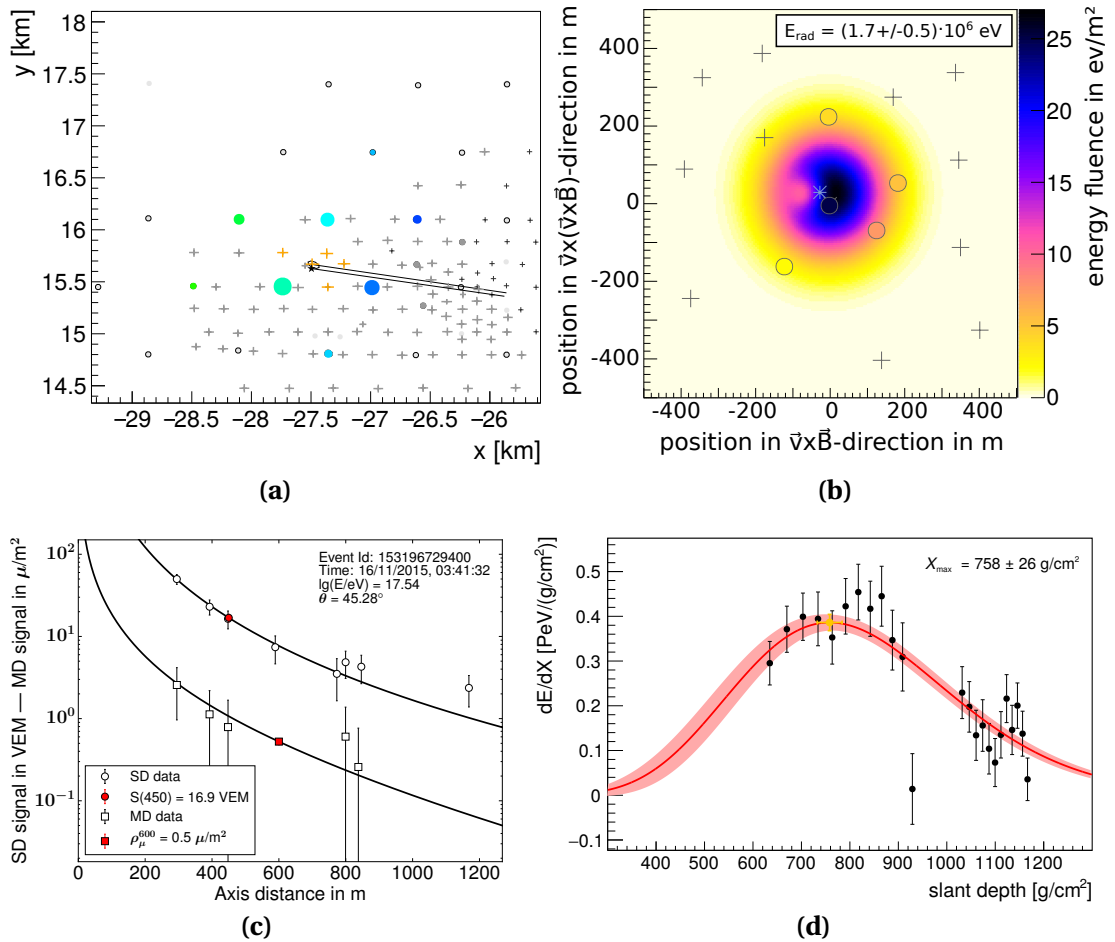 y [km]
18
17.5
17
16.5
16
15.5
15
14.5
−29
−28.5
−28
−27.5
−27
−26.5
−26
x [km]
(a)
position in v⃗x(v⃗xB⃗)-direction in m
400
200
0
-200
-400
E_rad = (1.7+/-0.5)·10⁶ eV
-400
-200
0
200
400
position in v⃗xB⃗-direction in m
energy fluence in ev/m²
25
20
15
10
5
0
(b)
SD signal in VEM — MD signal in μ/m²
10²
10¹
10⁰
10⁻¹
Event Id: 153196729400
Time: 16/11/2015, 03:41:32
lg(E/eV) = 17.54
θ = 45.28°
SD data
S(450) = 16.9 VEM
MD data
ρ_μ^600 = 0.5 μ/m²
0
200
400
600
800
1000
1200
Axis distance in m
(c)
dE/dX [PeV/(g/cm²)]
0.5
0.4
0.3
0.2
0.1
0
−0.1
X_max = 758 ± 26 g/cm²
400
500
600
700
800
900
1000
1100
1200
slant depth [g/cm²]
(d)